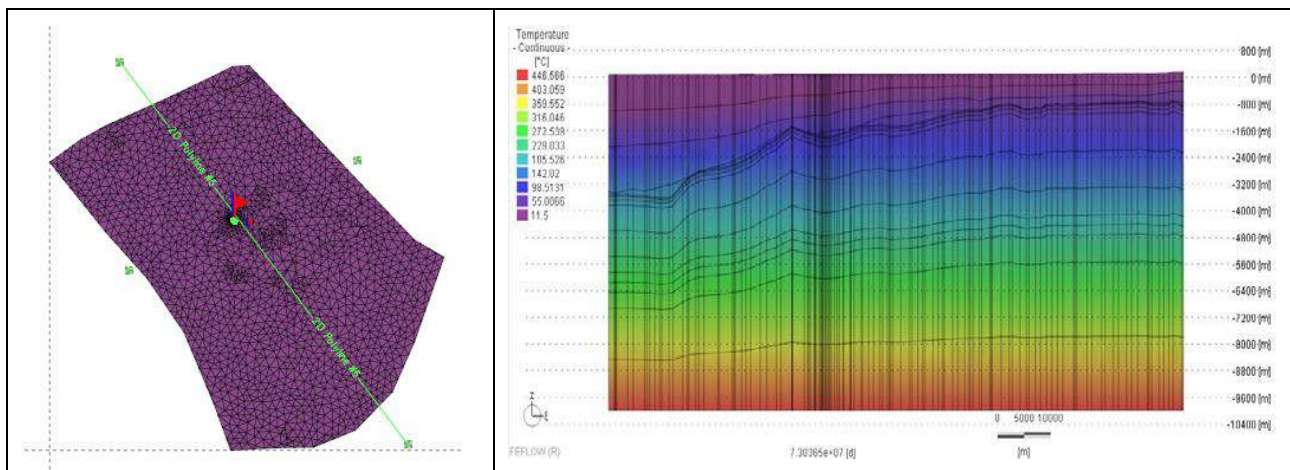 2D Polyline #5
2D Polyline #5
Temperature
- Continuous -
[°C]
446.566
403.059
359.552
316.046
272.539
229.033
185.526
142.02
98.5131
55.0066
11.5
800 [m]
0 [m]
-800 [m]
-1600 [m]
-2400 [m]
-3200 [m]
-4000 [m]
-4800 [m]
-5600 [m]
-6400 [m]
-7200 [m]
-8000 [m]
-8800 [m]
-9600 [m]
-10400 [m]
z
0 5000 10000
[m]
FEFLOW (R)
7.30365e+07 [d]